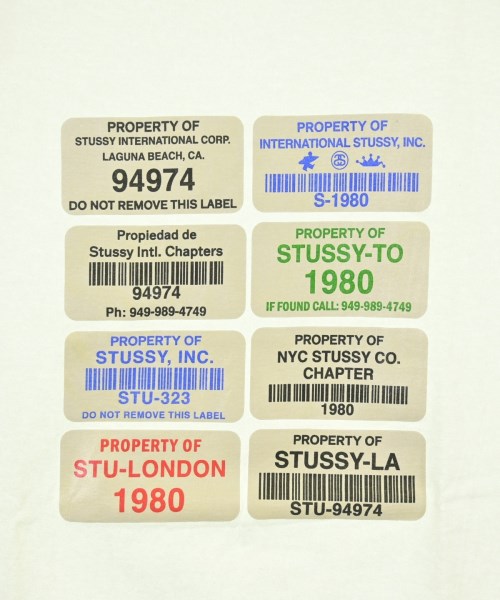 PROPERTY OF
STUSSY INTERNATIONAL CORP.
LAGUNA BEACH, CA.
94974
DO NOT REMOVE THIS LABEL
PROPERTY OF
INTERNATIONAL STUSSY, INC.
S-1980
Propiedad de
Stussy Intl. Chapters
94974
Ph: 949-989-4749
PROPERTY OF
STUSSY-TO
1980
IF FOUND CALL: 949-989-4749
PROPERTY OF
STUSSY, INC.
STU-323
DO NOT REMOVE THIS LABEL
PROPERTY OF
NYC STUSSY CO.
CHAPTER
1980
PROPERTY OF
STU-LONDON
1980
PROPERTY OF
STUSSY-LA
STU-94974